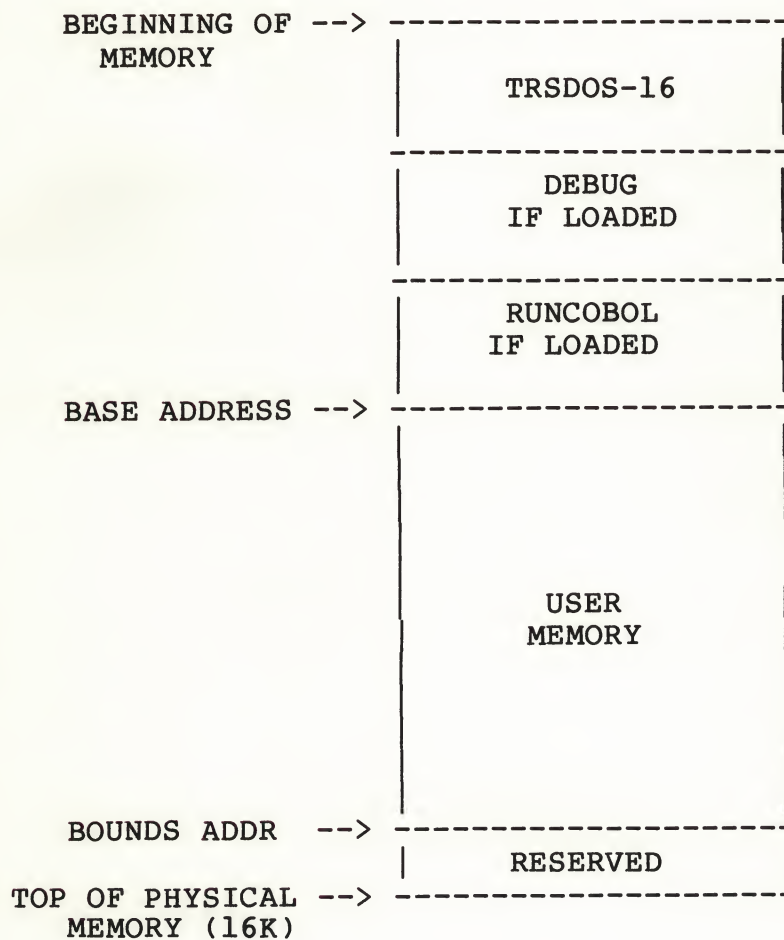 BEGINNING OF -->
MEMORY
TRSDOS-16
DEBUG
IF LOADED
RUNCOBOL
IF LOADED
BASE ADDRESS -->
USER
MEMORY
BOUNDS ADDR -->
RESERVED
TOP OF PHYSICAL -->
MEMORY (16K)